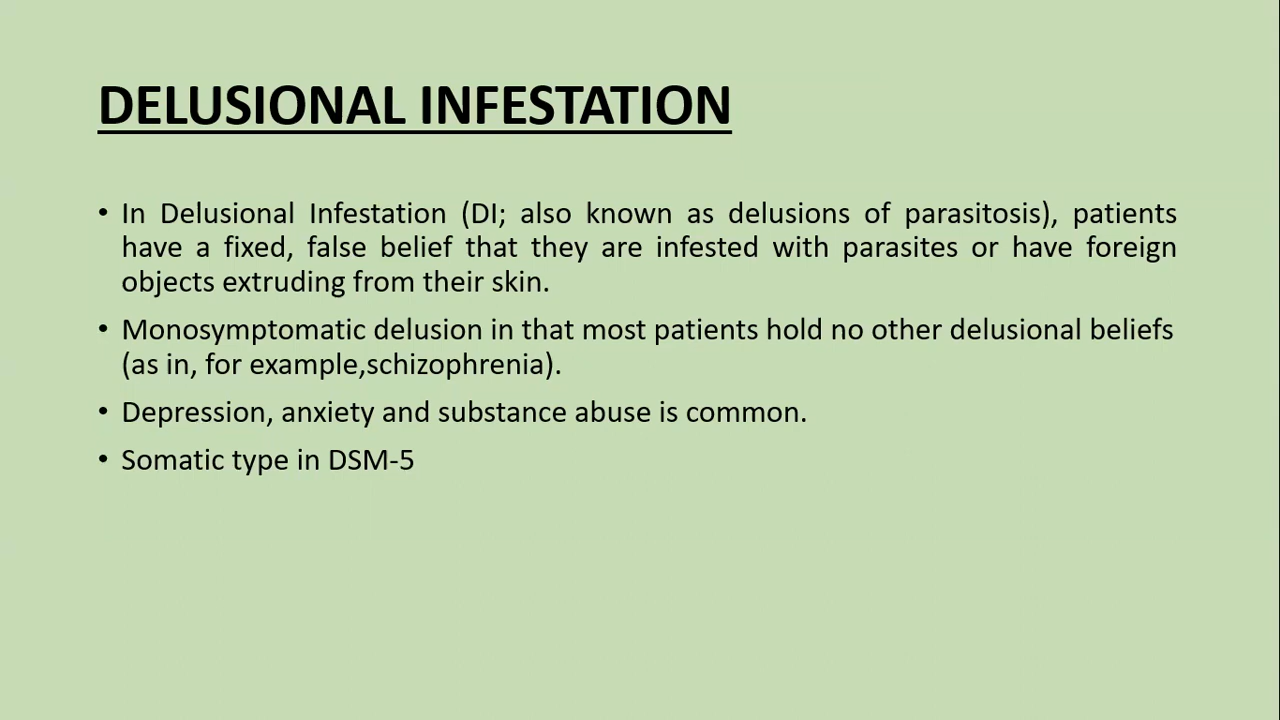 DELUSIONAL INFESTATION
• In Delusional Infestation (DI; also known as delusions of parasitosis), patients
have a fixed, false belief that they are infested with parasites or have foreign
objects extruding from their skin.
• Monosymptomatic delusion in that most patients hold no other delusional beliefs
(as in, for example,schizophrenia).
• Depression, anxiety and substance abuse is common.
• Somatic type in DSM-5